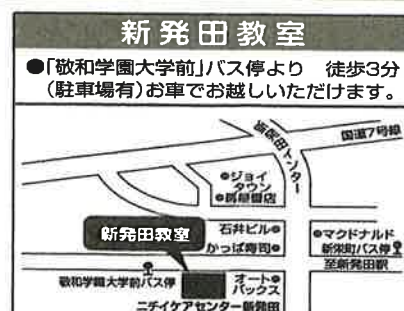 新発田教室
●「敬和学園大学前」バス停より 徒歩3分
(駐車場有)お車でお越しいただけます。
国道7号線
新発田インター
●ジョイ
タウン
●蔦屋書店
石井ビル●
かっぱ寿司●
●マクドナルド
新栄町バス停
至新発田駅
新発田教室
敬和学園大学前バス停
オート●
バックス
ニチイケアセンター新発田